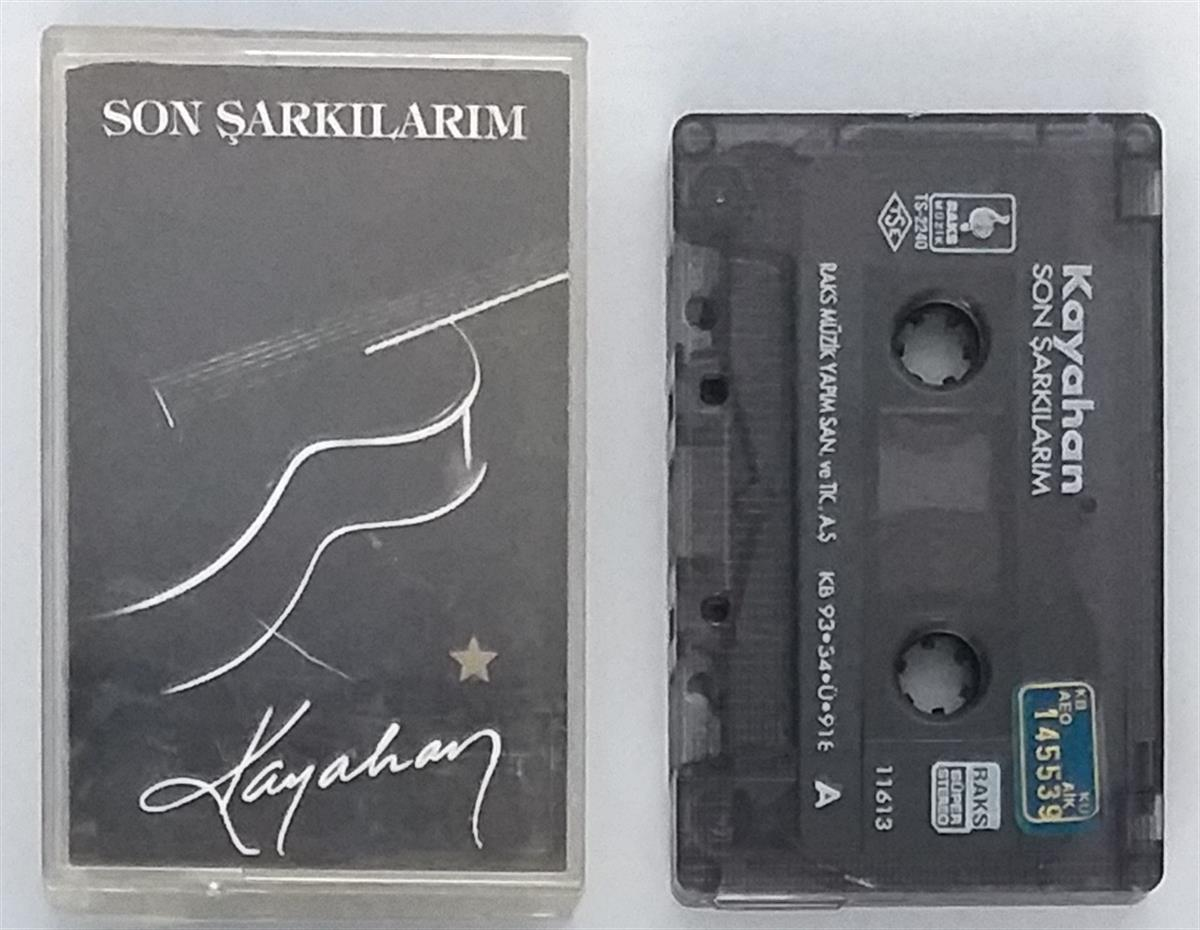 SON ŞARKILARIM
Kayahan
Kayahan
SON ŞARKILARIM
RAKS
MÜZİK
TSE
TS-2240
RAKS MÜZİK YAPIM SAN. ve TİC. A.Ş KB 93•34•Ü•916 A
11613
RAKS
SÜPER
STEREO
KB KÜ
AEO AİK
145539